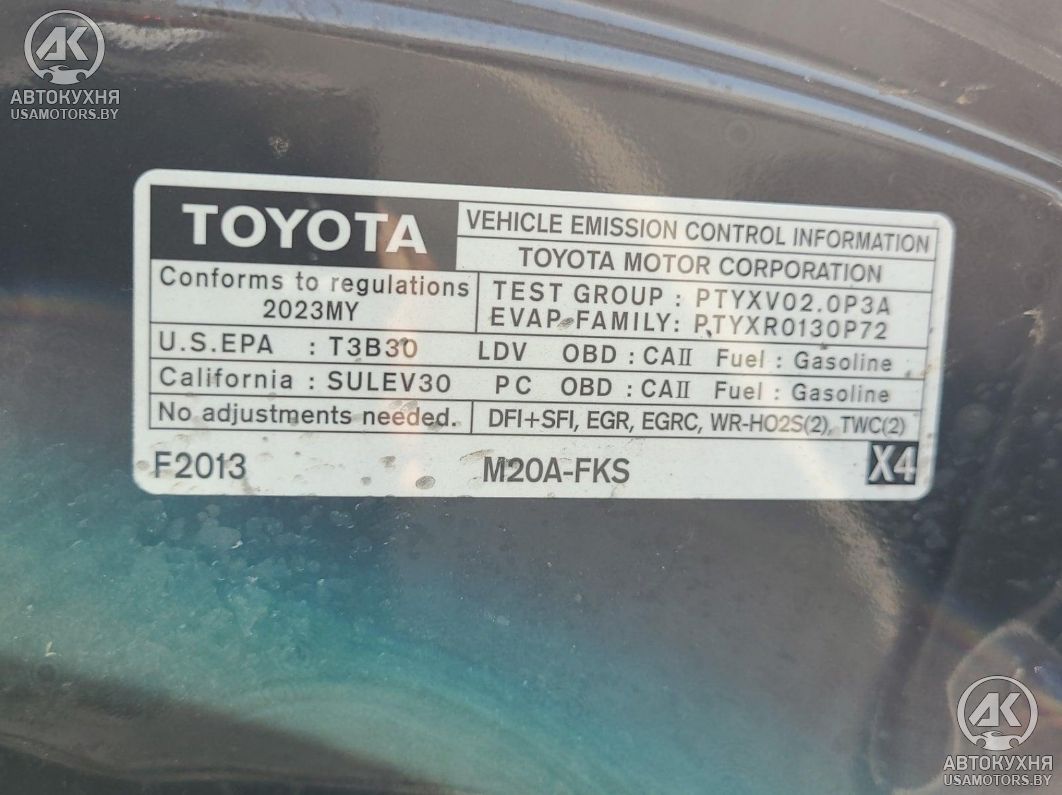 AK
АВТОКУХНЯ
USAMOTORS.BY
TOYOTA
VEHICLE EMISSION CONTROL INFORMATION
TOYOTA MOTOR CORPORATION
Conforms to regulations
2023MY
TEST GROUP : PTYXV02.0P3A
EVAP-FAMILY: PTYXR0130P72
U.S.EPA : T3B30 LDV OBD : CAII Fuel : Gasoline
California : SULEV30 PC OBD : CAII Fuel : Gasoline
No adjustments needed. DFI+SFI, EGR, EGRC, WR-HO2S(2), TWC(2)
F2013 M20A-FKS X4
AK
АВТОКУХНЯ
USAMOTORS.BY